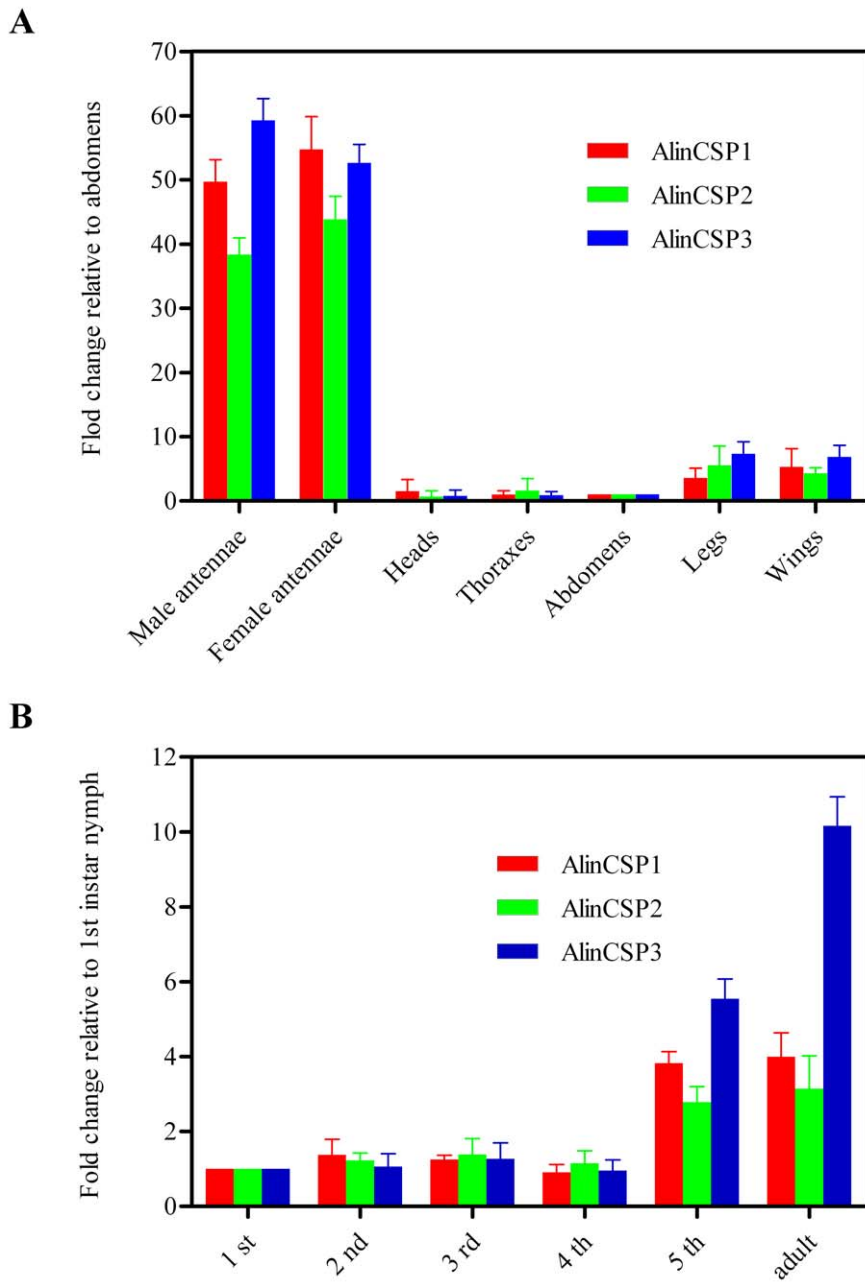 A
Flod change relative to abdomens
70
60
50
40
30
20
10
0
AlinCSP1
AlinCSP2
AlinCSP3
Male antennae
Female antennae
Heads
Thoraxes
Abdomens
Legs
Wings
B
Fold change relative to 1st instar nymph
12
10
8
6
4
2
0
AlinCSP1
AlinCSP2
AlinCSP3
1 st
2 nd
3 rd
4 th
5 th
adult